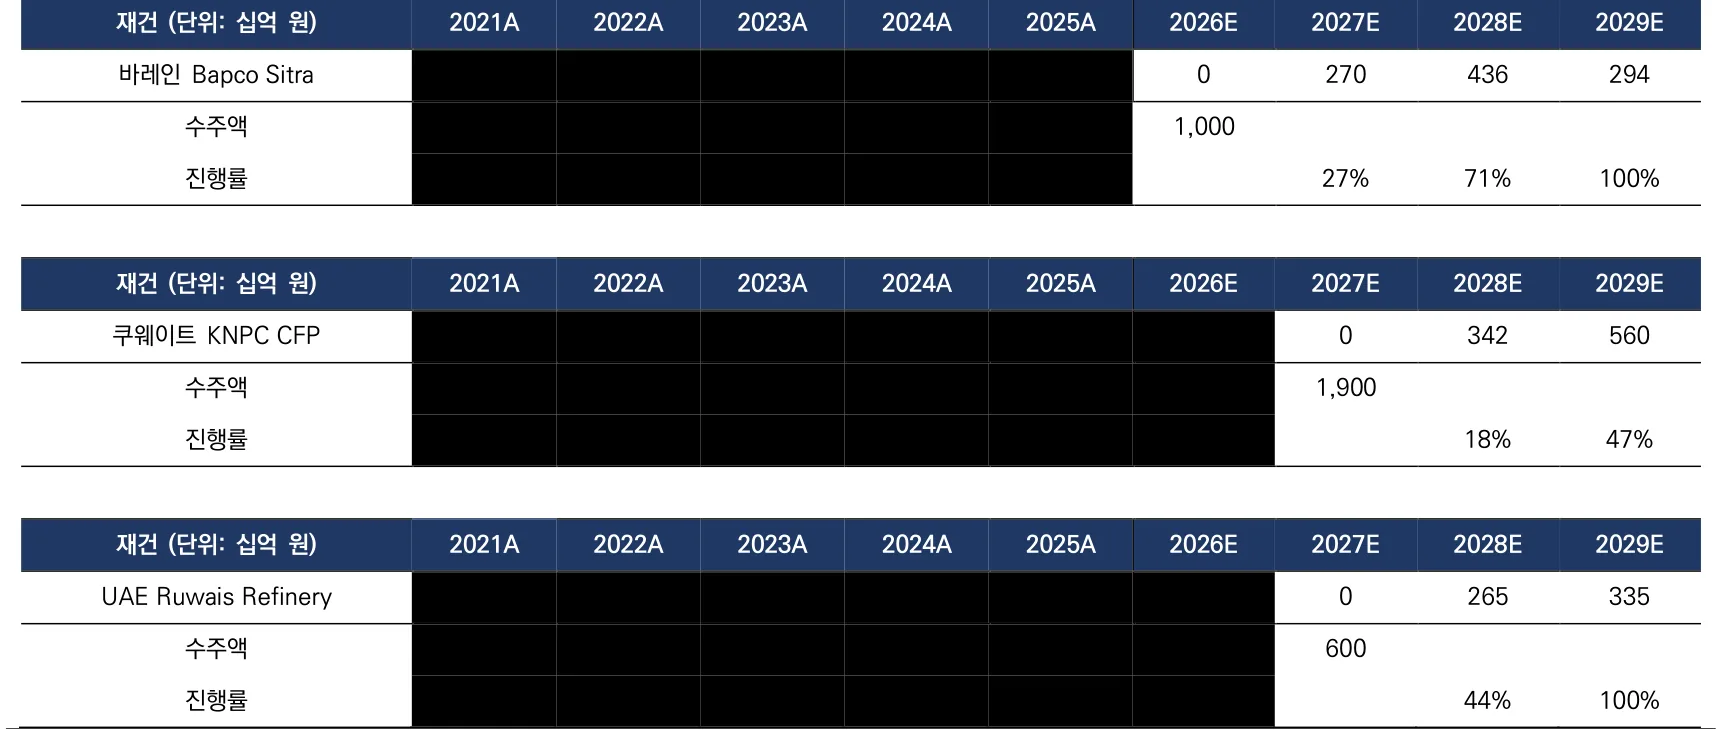 재건 (단위: 십억 원) 2021A 2022A 2023A 2024A 2025A 2026E 2027E 2028E 2029E
바레인 Bapco Sitra 0 270 436 294
수주액 1,000
진행률 27% 71% 100%
재건 (단위: 십억 원) 2021A 2022A 2023A 2024A 2025A 2026E 2027E 2028E 2029E
쿠웨이트 KNPC CFP 0 342 560
수주액 1,900
진행률 18% 47%
재건 (단위: 십억 원) 2021A 2022A 2023A 2024A 2025A 2026E 2027E 2028E 2029E
UAE Ruwais Refinery 0 265 335
수주액 600
진행률 44% 100%